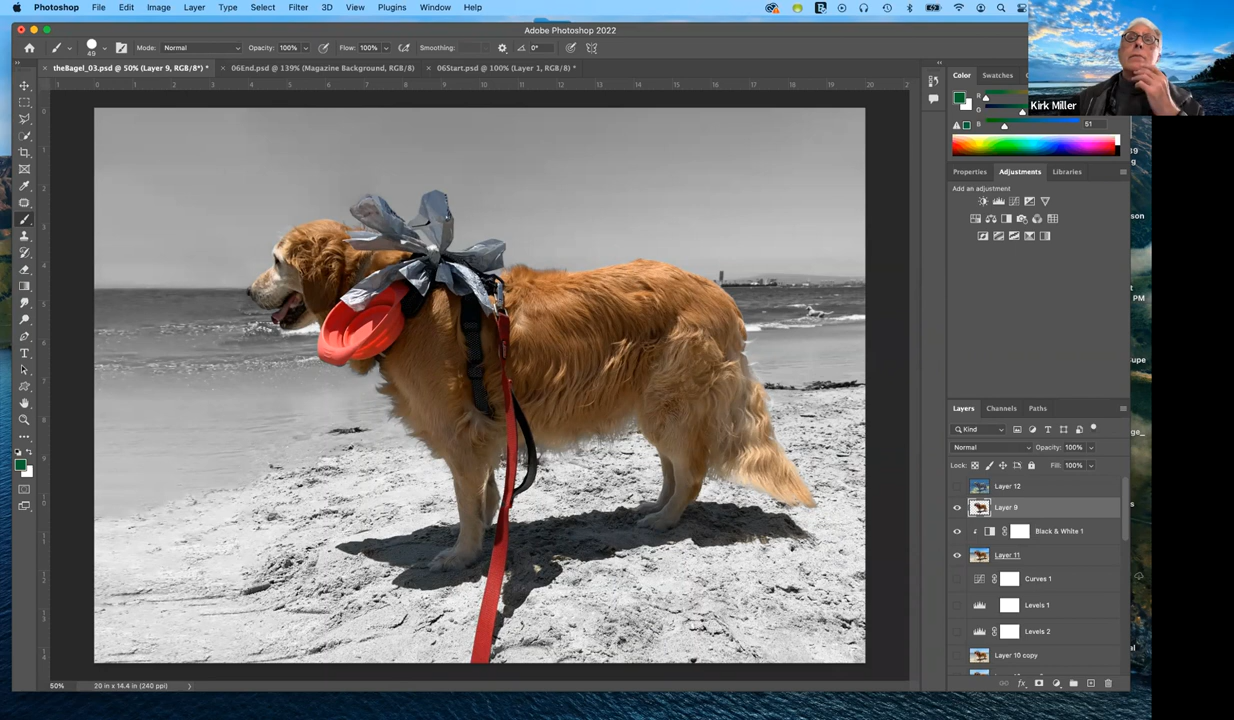 Photoshop File Edit Image Layer Type Select Filter 3D View Plugins Window Help
Adobe Photoshop 2022
49 Mode: Normal Opacity: 100% Flow: 100% Smoothing: 0°
theBagel_03.psd @ 50% (Layer 9, RGB/8*) * 06End.psd @ 139% (Magazine Background, RGB/8) 06Start.psd @ 100% (Layer 1, RGB/8) *
Kirk Miller
Color Swatches
R
G
B 51
Properties Adjustments Libraries
Add an adjustment
Layers Channels Paths
Kind
Normal Opacity: 100%
Lock: Fill: 100%
Layer 12
Layer 9
Black & White 1
Layer 11
Curves 1
Levels 1
Levels 2
Layer 10 copy
50% 20 in x 14.4 in (240 ppi)